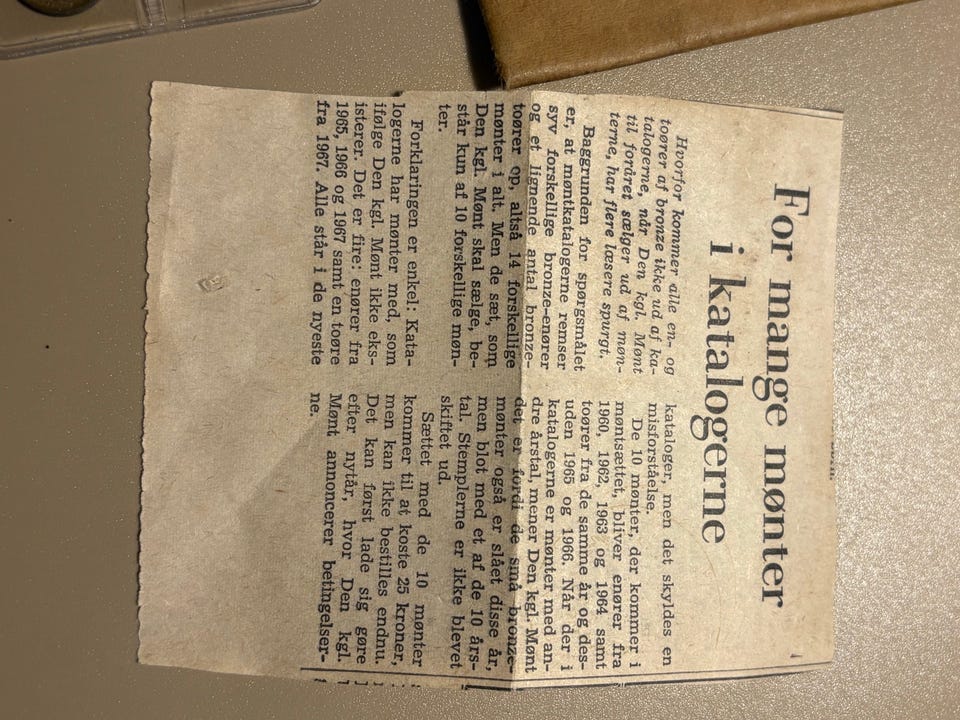 For mange mønter
i katalogerne
Hvorfor kommer alle en- og
toører af bronze ikke ud af ka-
talogerne, når Den kgl. Mønt
til foråret sælger ud af møn-
terne, har flere læsere spurgt.
Baggrunden for spørgsmålet
er, at møntkatalogerne remser
syv forskellige bronze-enører
og et lignende antal bronze-
toører op, altså 14 forskellige
mønter i alt. Men de sæt, som
Den kgl. Mønt skal sælge, be-
står kun af 10 forskellige møn-
ter.
Forklaringen er enkel: Kata-
logerne har mønter med, som
ifølge Den kgl. Mønt ikke eks-
isterer. Det er fire: enører fra
1965, 1966 og 1967 samt en toøre
fra 1967. Alle står i de nyeste
kataloger, men det skyldes en
misforståelse.
De 10 mønter, der kommer i
møntsættet, bliver enører fra
1960, 1962, 1963 og 1964 samt
toører fra de samme år og des-
uden 1965 og 1966. Når der i
katalogerne er mønter med an-
dre årstal, mener Den kgl. Mønt
det er fordi de små bronze-
mønter også er slået disse år,
men blot med et af de 10 års-
tal. Stemplerne er ikke blevet
skiftet ud.
Sættet med de 10 mønter
kommer til at koste 25 kroner,
men kan ikke bestilles endnu.
Det kan først lade sig gøre
efter nytår, hvor Den kgl.
Mønt annoncerer betingelser-
ne.